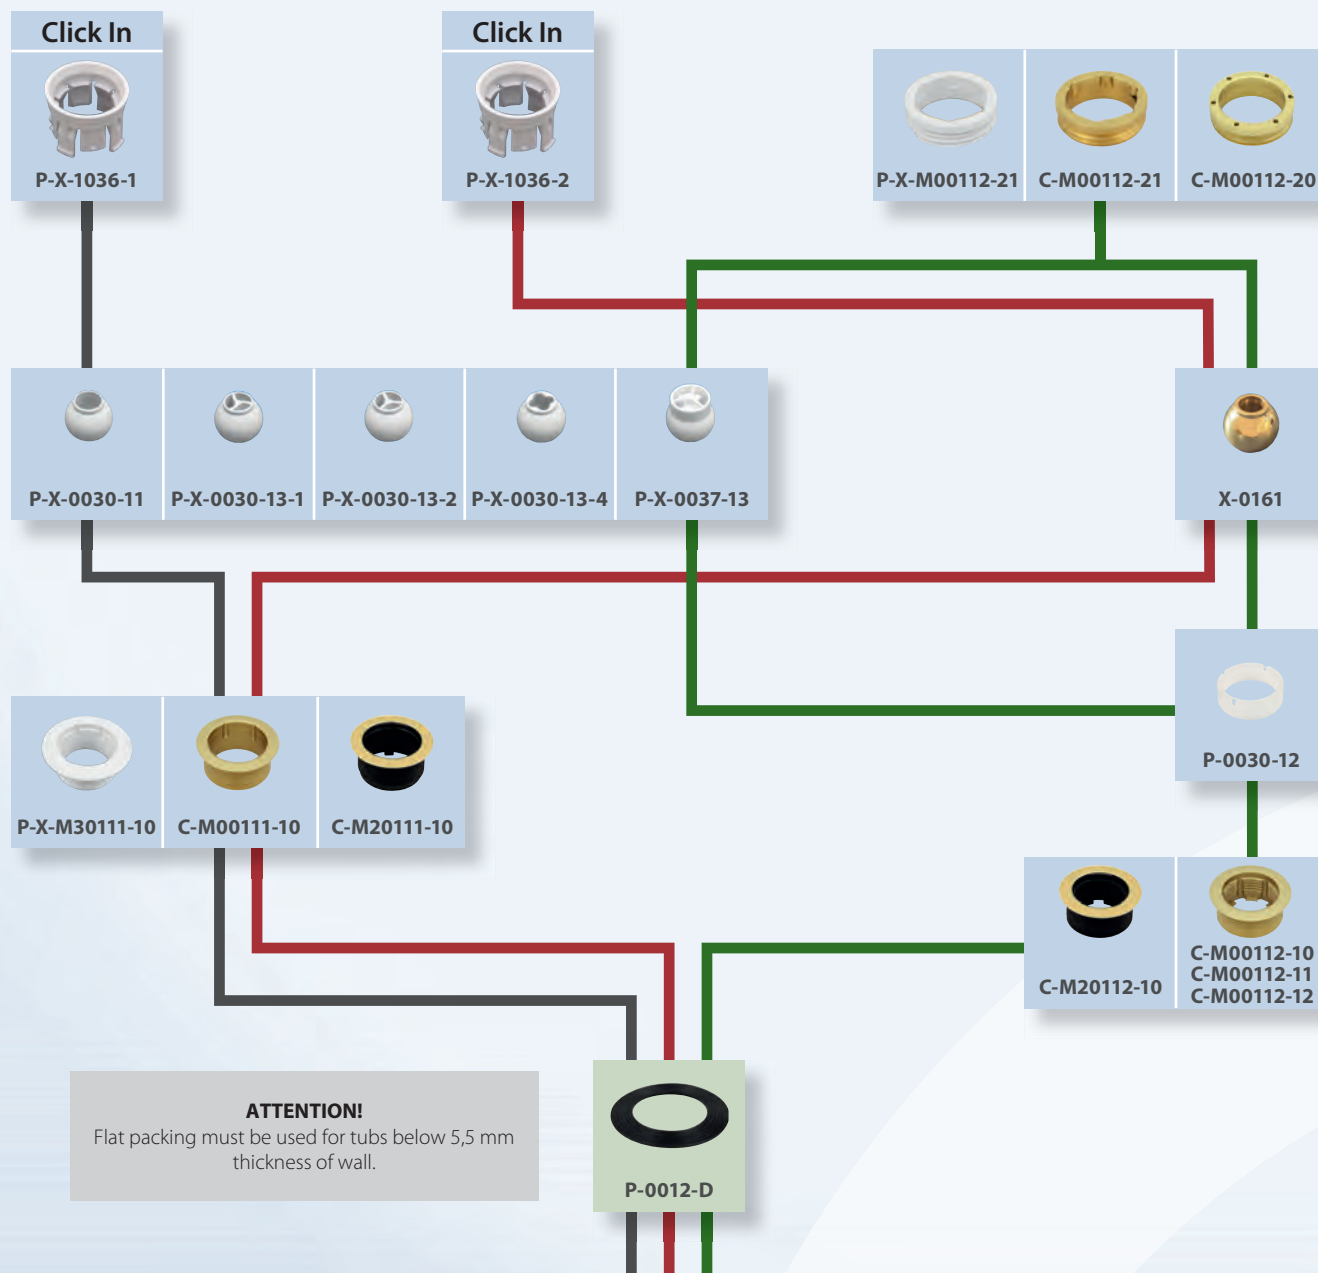 Click In
P-X-1036-1
Click In
P-X-1036-2
P-X-M00112-21
C-M00112-21
C-M00112-20
P-X-0030-11
P-X-0030-13-1
P-X-0030-13-2
P-X-0030-13-4
P-X-0037-13
X-0161
P-0030-12
P-X-M30111-10
C-M00111-10
C-M20111-10
C-M20112-10
C-M00112-10
C-M00112-11
C-M00112-12
ATTENTION!
Flat packing must be used for tubs below 5,5 mm
thickness of wall.
P-0012-D